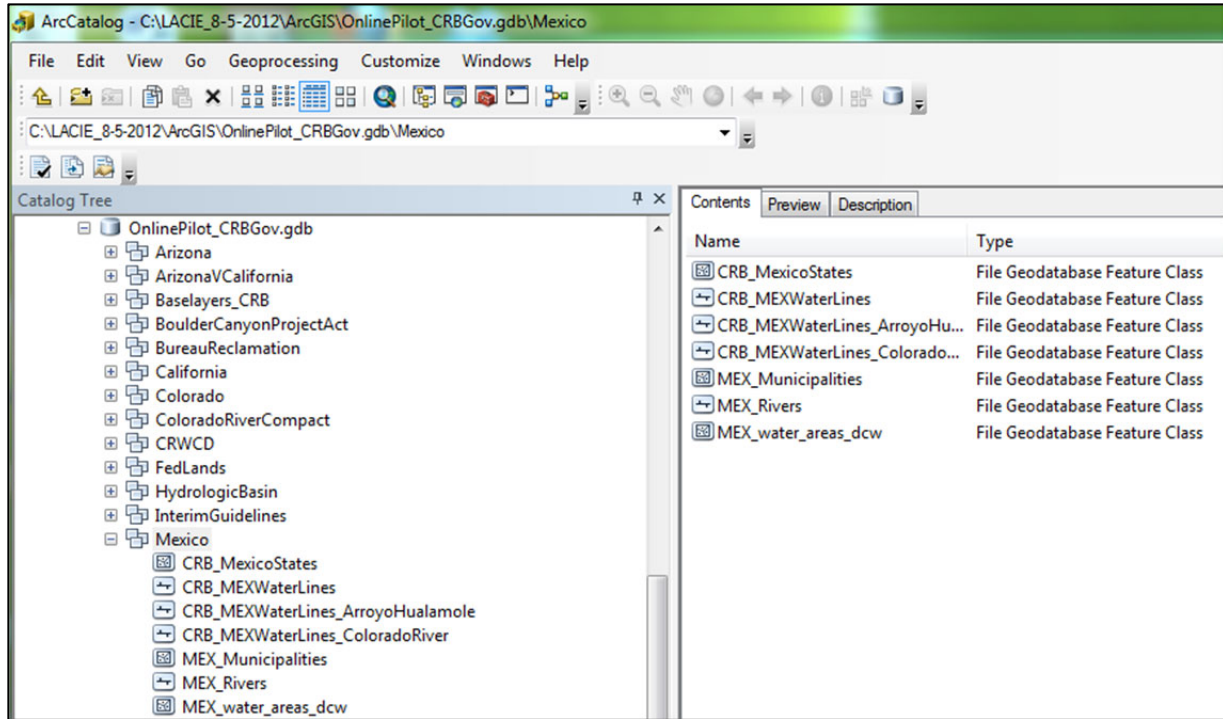 ArcCatalog - C:\LACIE_8-5-2012\ArcGIS\OnlinePilot_CRBGov.gdb\Mexico
File Edit View Go Geoprocessing Customize Windows Help
C:\LACIE_8-5-2012\ArcGIS\OnlinePilot_CRBGov.gdb\Mexico
Catalog Tree
OnlinePilot_CRBGov.gdb
Arizona
ArizonaVCalifornia
Baselayers_CRB
BoulderCanyonProjectAct
BureauReclamation
California
Colorado
ColoradoRiverCompact
CRWCD
FedLands
HydrologicBasin
InterimGuidelines
Mexico
CRB_MexicoStates
CRB_MEXWaterLines
CRB_MEXWaterLines_ArroyoHualamole
CRB_MEXWaterLines_ColoradoRiver
MEX_Municipalities
MEX_Rivers
MEX_water_areas_dcw
Contents Preview Description
Name Type
CRB_MexicoStates File Geodatabase Feature Class
CRB_MEXWaterLines File Geodatabase Feature Class
CRB_MEXWaterLines_ArroyoHu... File Geodatabase Feature Class
CRB_MEXWaterLines_Colorado... File Geodatabase Feature Class
MEX_Municipalities File Geodatabase Feature Class
MEX_Rivers File Geodatabase Feature Class
MEX_water_areas_dcw File Geodatabase Feature Class